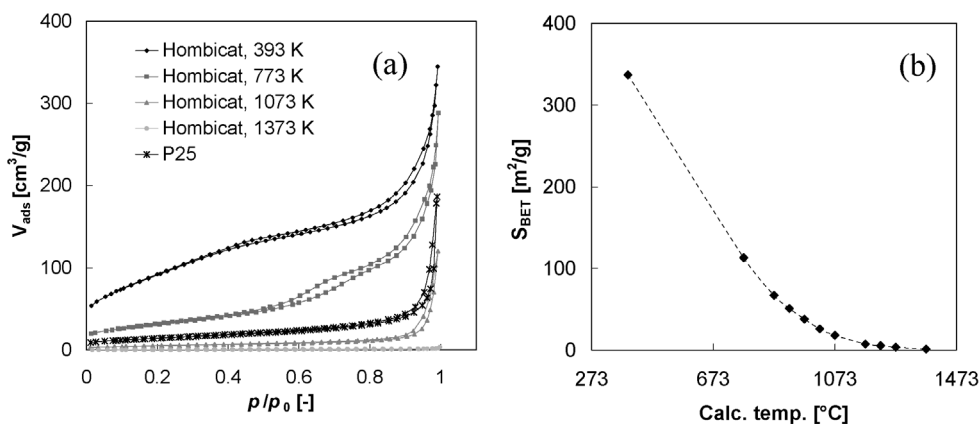 400
300
200
100
0
V_ads [cm³/g]
Hombicat, 393 K
Hombicat, 773 K
Hombicat, 1073 K
Hombicat, 1373 K
P25
(a)
0 0.2 0.4 0.6 0.8 1
p/p₀ [-]
400
300
200
100
0
S_BET [m²/g]
(b)
273 673 1073 1473
Calc. temp. [°C]